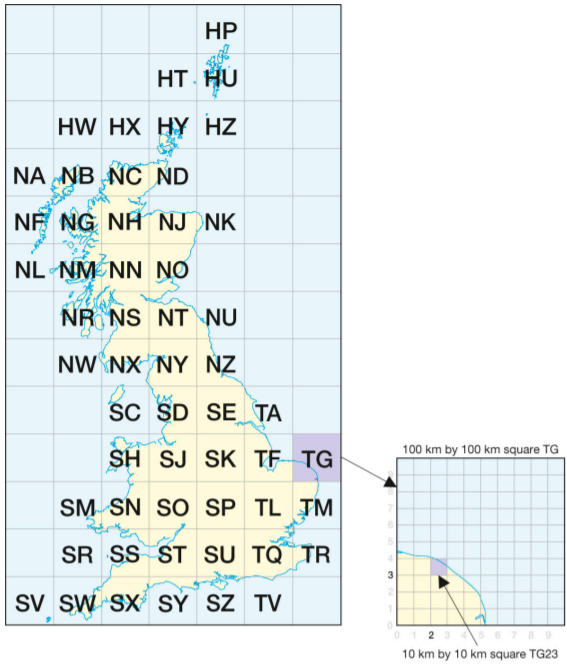 HP
HT HU
HW HX HY HZ
NA NB NC ND
NF NG NH NJ NK
NL NM NN NO
NR NS NT NU
NW NX NY NZ
SC SD SE TA
SH SJ SK TF TG
SM SN SO SP TL TM
SR SS ST SU TQ TR
SV SW SX SY SZ TV
100 km by 100 km square TG
9
8
7
6
5
4
3
2
1
0
0 1 2 3 4 5 6 7 8 9
10 km by 10 km square TG23